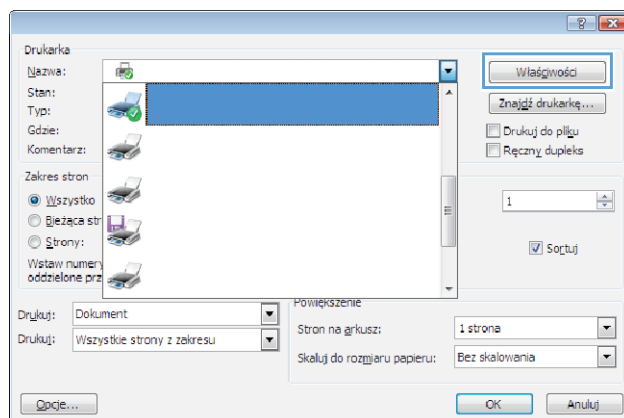 Drukarka
Nazwa:
Właściwości
Stan:
Typ:
Znajdź drukarkę...
Gdzie:
Drukuj do pliku
Komentarz:
Ręczny dupleks
Zakres stron
Wszystko
1
Bieżąca str
Strony:
Sortuj
Wstaw numery
oddzielone prz
Powiększenie
Drukuj: Dokument
Stron na arkusz: 1 strona
Drukuj: Wszystkie strony z zakresu
Skaluj do rozmiaru papieru: Bez skalowania
Opcje... OK Anuluj